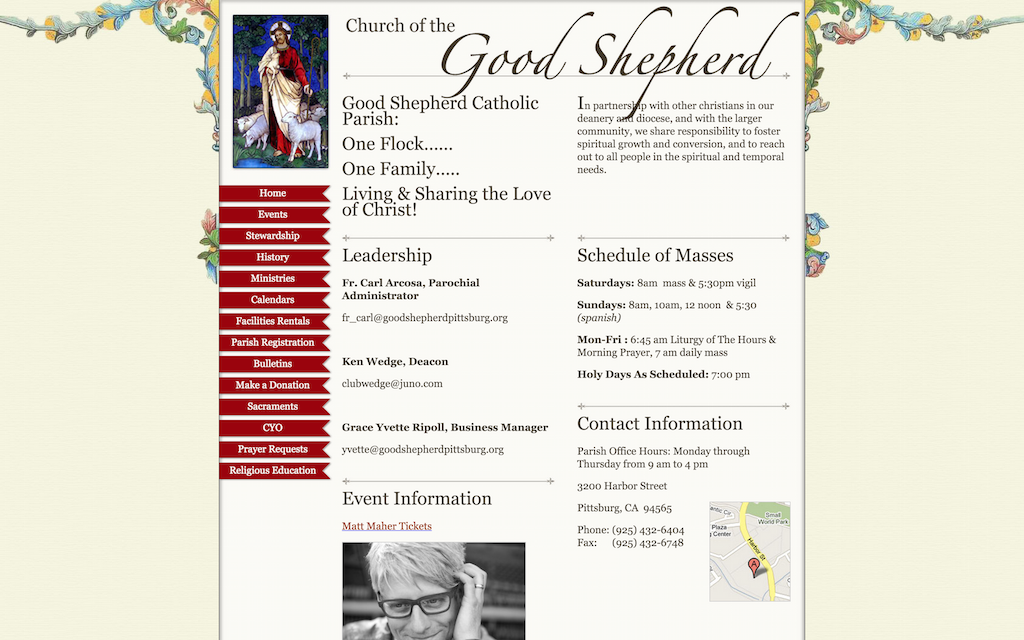 Church of the
Good Shepherd
Home
Events
Stewardship
History
Ministries
Calendars
Facilities Rentals
Parish Registration
Bulletins
Make a Donation
Sacraments
CYO
Prayer Requests
Religious Education
Good Shepherd Catholic
Parish:
One Flock......
One Family.....
Living & Sharing the Love
of Christ!
In partnership with other christians in our
deanery and diocese, and with the larger
community, we share responsibility to foster
spiritual growth and conversion, and to reach
out to all people in the spiritual and temporal
needs.
Leadership
Fr. Carl Arcosa, Parochial
Administrator
fr_carl@goodshepherdpittsburg.org
Ken Wedge, Deacon
clubwedge@juno.com
Grace Yvette Ripoll, Business Manager
yvette@goodshepherdpittsburg.org
Event Information
Matt Maher Tickets
Schedule of Masses
Saturdays: 8am mass & 5:30pm vigil
Sundays: 8am, 10am, 12 noon & 5:30
(spanish)
Mon-Fri : 6:45 am Liturgy of The Hours &
Morning Prayer, 7 am daily mass
Holy Days As Scheduled: 7:00 pm
Contact Information
Parish Office Hours: Monday through
Thursday from 9 am to 4 pm
3200 Harbor Street
Pittsburg, CA 94565
Phone: (925) 432-6404
Fax: (925) 432-6748
antic Cir.
Small
World Park
Plaza
g Center
Harbor St
A